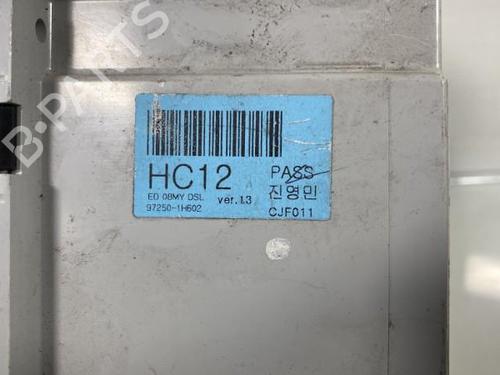 B-PARTS
HC12 PASS
ED 08MY DSL ver.1.3 진영민
97250-1H602 CJF011